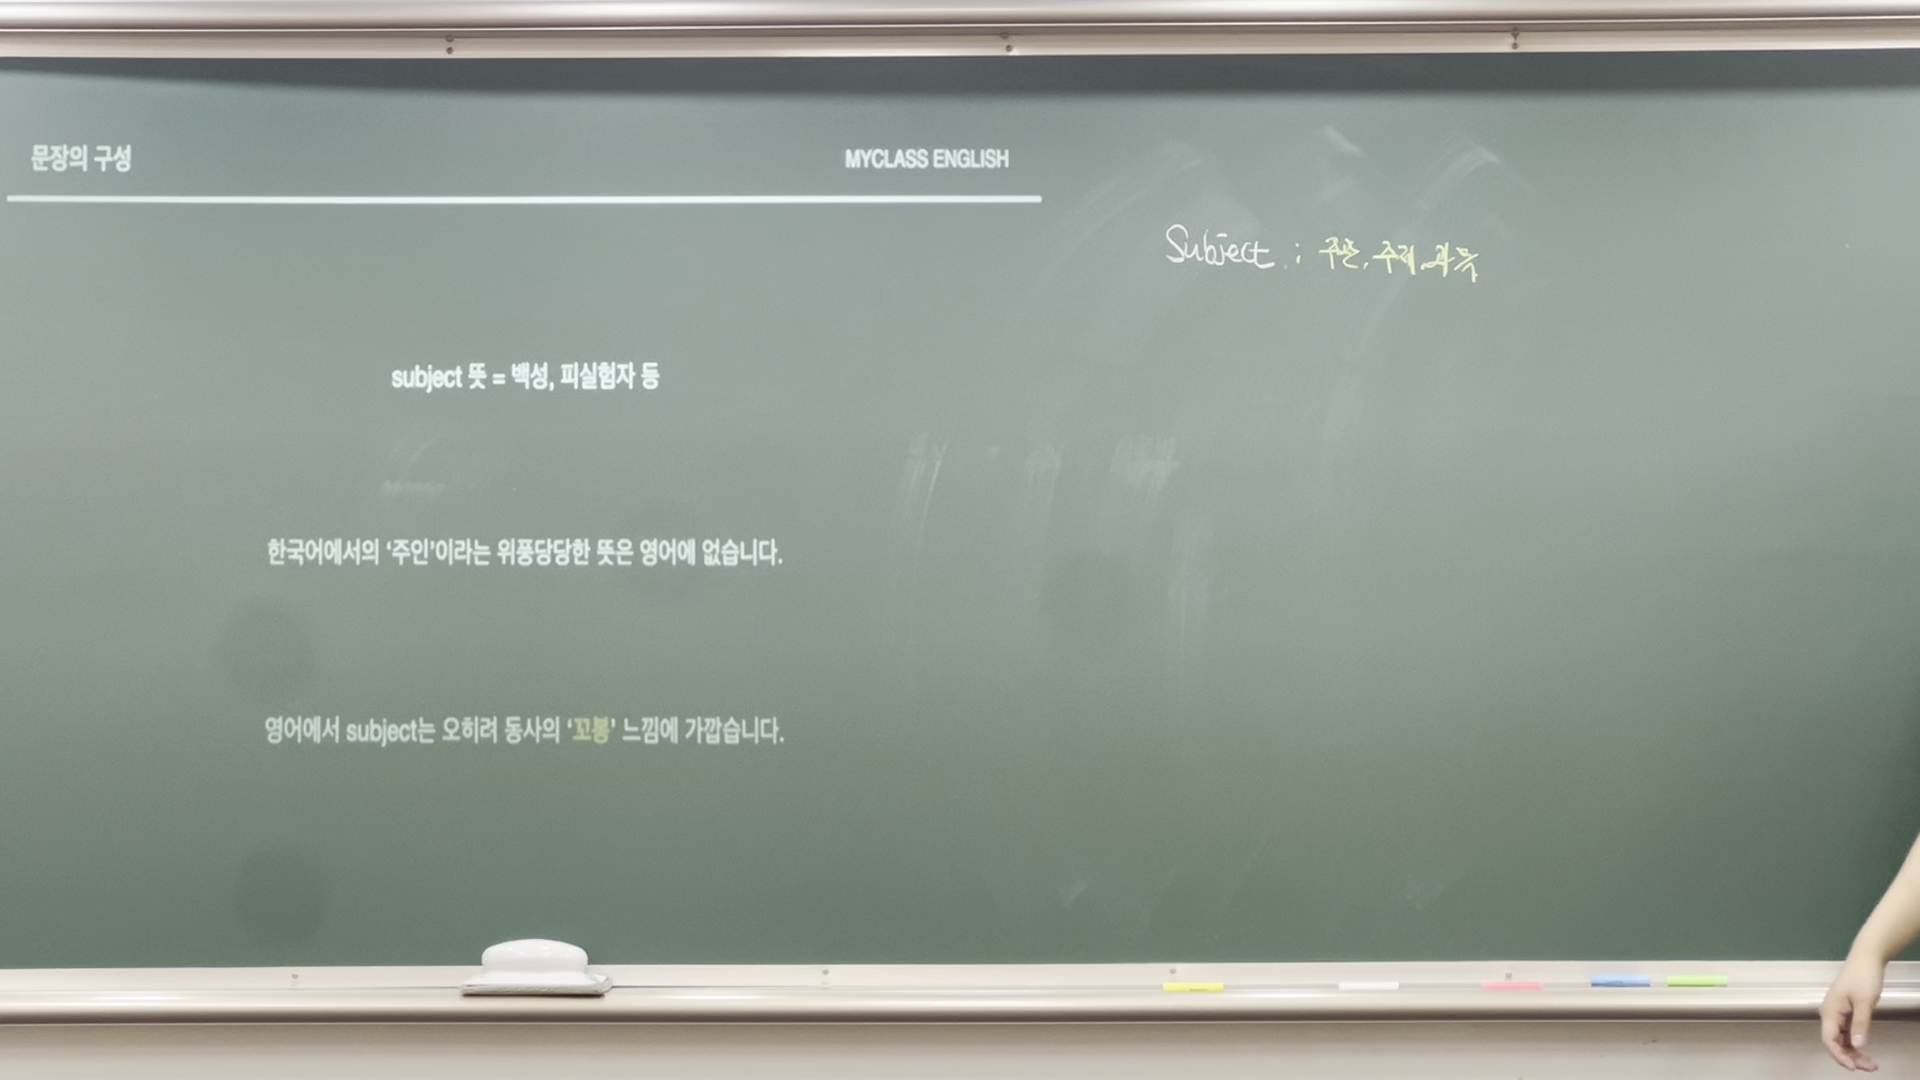 문장의 구성
MYCLASS ENGLISH
Subject : 주어, 주제, 과목
subject 뜻 = 백성, 피실험자 등
한국어에서의 ‘주인’이라는 위풍당당한 뜻은 영어에 없습니다.
영어에서 subject는 오히려 동사의 ‘꼬봉’ 느낌에 가깝습니다.